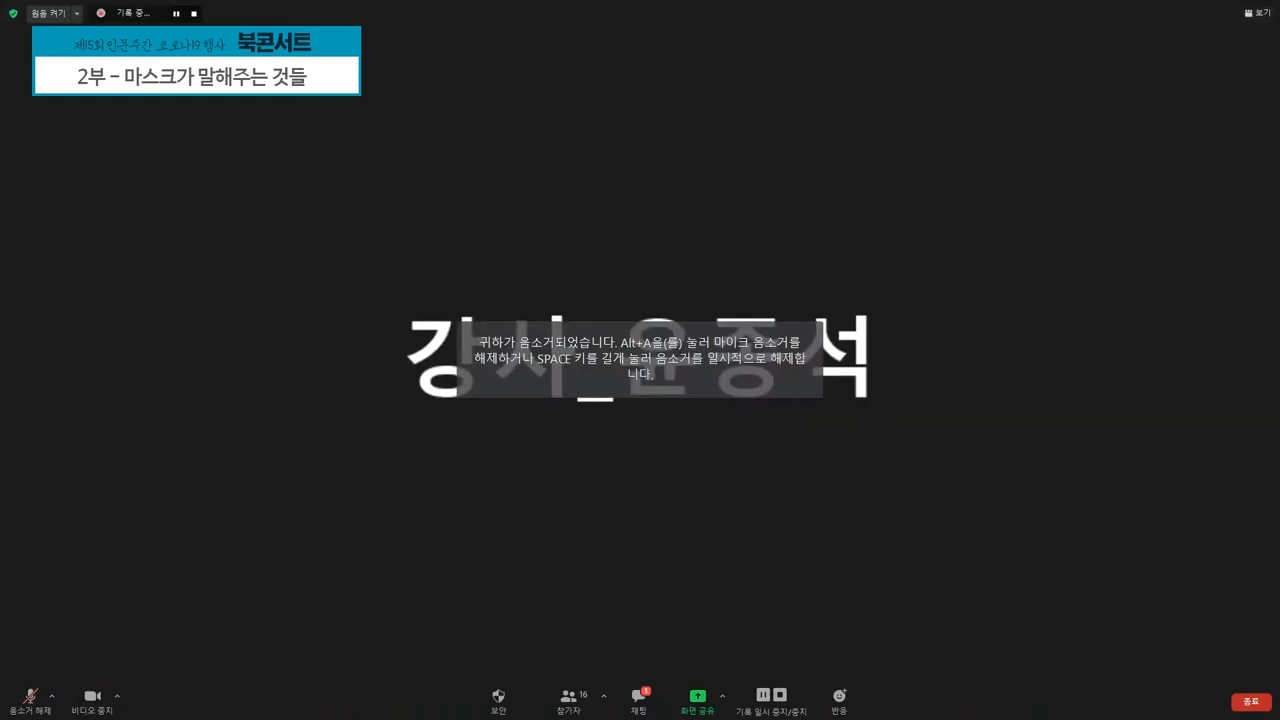 원음 켜기
기록 중...
보기
제15회 인문주간 코로나19 행사 북콘서트
2부 - 마스크가 말해주는 것들
강사_윤종석
귀하가 음소거되었습니다. Alt+A을(를) 눌러 마이크 음소거를
해제하거나 SPACE 키를 길게 눌러 음소거를 일시적으로 해제합
니다.
음소거 해제
비디오 중지
보안
16
참가자
1
채팅
화면 공유
기록 일시 중지/중지
반응
종료